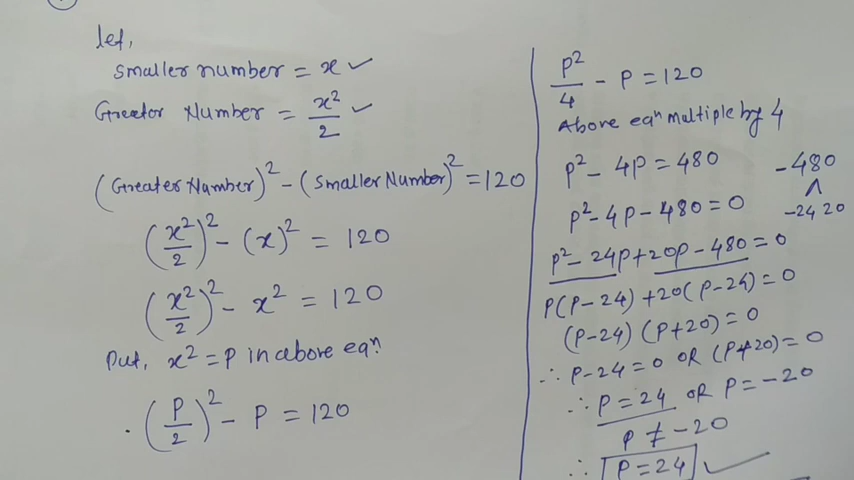 let,
smaller number = x ✓
Greator Number = x²/2 ✓
(Greater Number)² - (Smaller Number)² = 120
(x²/2)² - (x)² = 120
(x²/2)² - x² = 120
Put, x² = P in above eqⁿ
. (P/2)² - P = 120
P²/4 - P = 120
Above eqⁿ multiple by 4
P² - 4P = 480
-480
∧
-24 20
P² - 4P - 480 = 0
P² - 24P + 20P - 480 = 0
P(P-24) + 20(P-24) = 0
(P-24) (P+20) = 0
∴ P-24 = 0 OR (P+20) = 0
∴ P = 24 OR P = -20
P ≠ -20
∴ P = 24 ✓